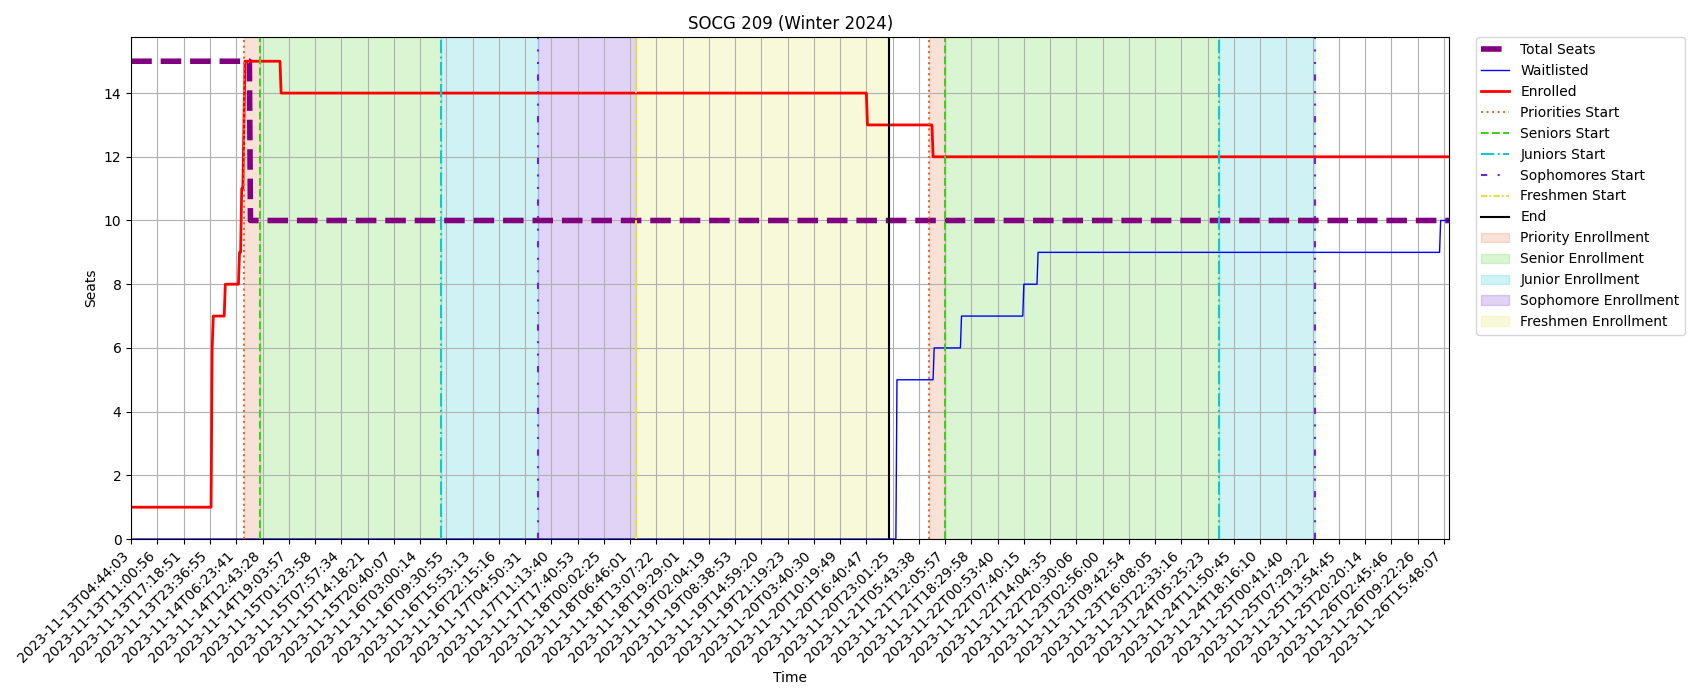 SOCG 209 (Winter 2024)
Total Seats
Waitlisted
Enrolled
Priorities Start
Seniors Start
Juniors Start
Sophomores Start
Freshmen Start
End
Priority Enrollment
Senior Enrollment
Junior Enrollment
Sophomore Enrollment
Freshmen Enrollment
Seats
14
12
10
8
6
4
2
0
2023-11-13T04:44:03
2023-11-13T11:00:56
2023-11-13T17:18:51
2023-11-13T23:36:55
2023-11-14T06:23:41
2023-11-14T12:43:28
2023-11-14T19:03:57
2023-11-15T01:23:58
2023-11-15T07:57:34
2023-11-15T14:18:21
2023-11-15T20:40:07
2023-11-16T03:00:14
2023-11-16T09:30:55
2023-11-16T15:53:13
2023-11-16T22:15:16
2023-11-17T04:50:31
2023-11-17T11:13:40
2023-11-17T17:40:53
2023-11-18T00:02:25
2023-11-18T06:46:01
2023-11-18T13:07:22
2023-11-18T19:29:01
2023-11-19T02:04:19
2023-11-19T08:38:53
2023-11-19T14:59:20
2023-11-19T21:19:23
2023-11-20T03:40:30
2023-11-20T10:19:49
2023-11-20T16:40:47
2023-11-20T23:01:25
2023-11-21T05:43:38
2023-11-21T12:05:57
2023-11-21T18:29:58
2023-11-22T00:53:40
2023-11-22T07:40:15
2023-11-22T14:04:35
2023-11-22T20:30:06
2023-11-23T02:56:00
2023-11-23T09:42:54
2023-11-23T16:08:05
2023-11-23T22:33:16
2023-11-24T05:25:23
2023-11-24T11:50:45
2023-11-24T18:16:10
2023-11-25T00:41:40
2023-11-25T07:29:22
2023-11-25T13:54:45
2023-11-25T20:20:14
2023-11-26T02:45:46
2023-11-26T09:22:26
2023-11-26T15:48:07
Time